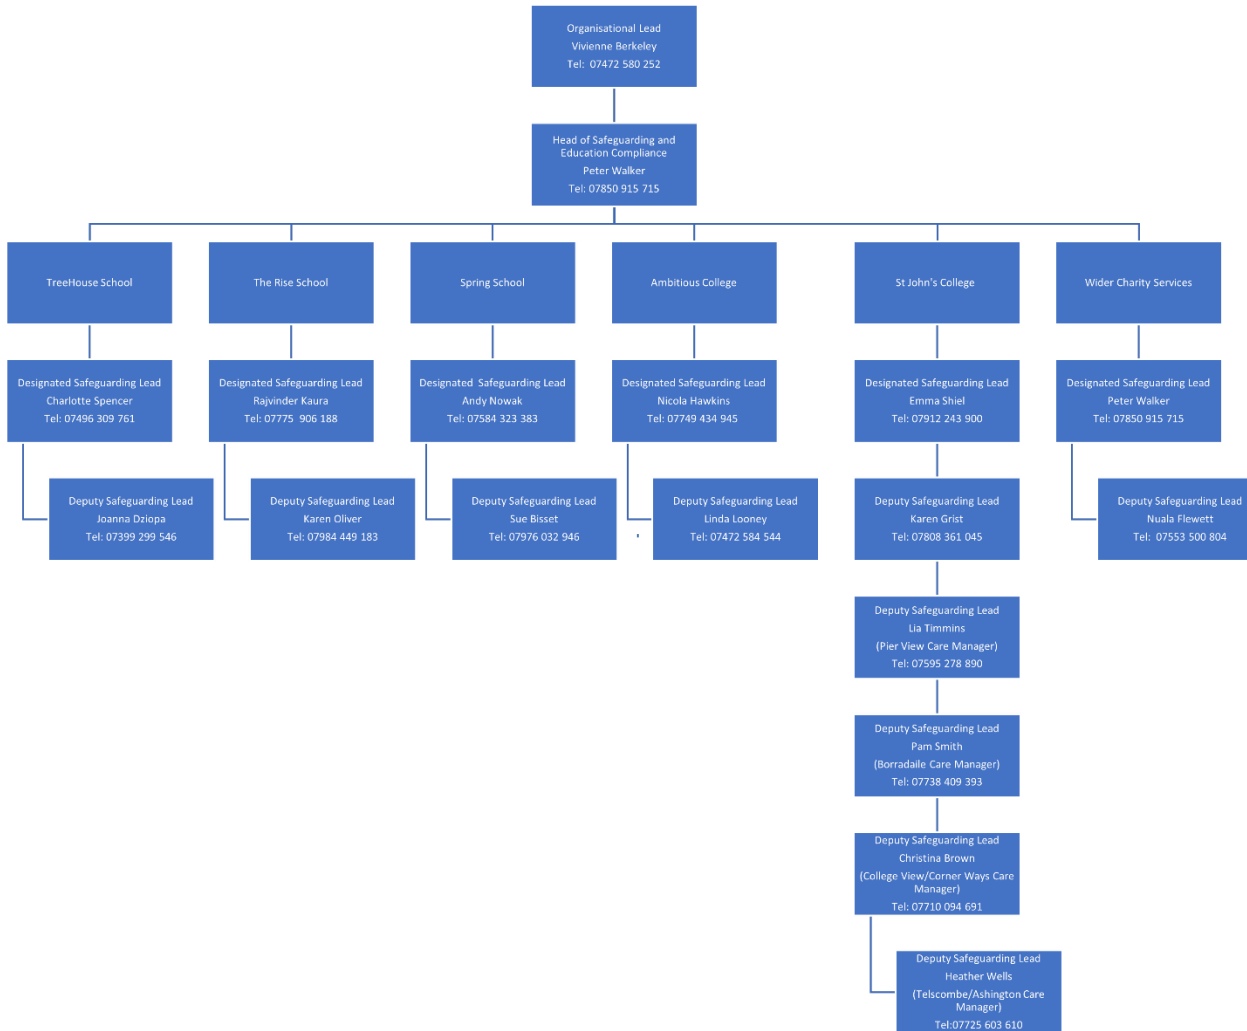 Organisational Lead
Vivienne Berkeley
Tel:  07472 580 252
Head of Safeguarding and
Education Compliance
Peter Walker
Tel: 07850 915 715
TreeHouse School
The Rise School
Spring School
Ambitious College
St John's College
Wider Charity Services
Designated Safeguarding Lead
Charlotte Spencer
Tel: 07496 309 761
Designated Safeguarding Lead
Rajvinder Kaura
Tel: 07775  906 188
Designated  Safeguarding Lead
Andy Nowak
Tel: 07584 323 383
Designated Safeguarding Lead
Nicola Hawkins
Tel: 07749 434 945
Designated Safeguarding Lead
Emma Shiel
Tel: 07912 243 900
Designated Safeguarding Lead
Peter Walker
Tel: 07850 915 715
Deputy Safeguarding Lead
Joanna Dziopa
Tel: 07399 299 546
Deputy Safeguarding Lead
Karen Oliver
Tel: 07984 449 183
Deputy Safeguarding Lead
Sue Bisset
Tel: 07976 032 946
Deputy Safeguarding Lead
Linda Looney
Tel: 07472 584 544
Deputy Safeguarding Lead
Karen Grist
Tel: 07808 361 045
Deputy Safeguarding Lead
Nuala Flewett
Tel:  07553 500 804
Deputy Safeguarding Lead
Lia Timmins
(Pier View Care Manager)
Tel: 07595 278 890
Deputy Safeguarding Lead
Pam Smith
(Borradaile Care Manager)
Tel: 07738 409 393
Deputy Safeguarding Lead
Christina Brown
(College View/Corner Ways Care
Manager)
Tel: 07710 094 691
Deputy Safeguarding Lead
Heather Wells
(Telscombe/Ashington Care
Manager)
Tel:07725 603 610